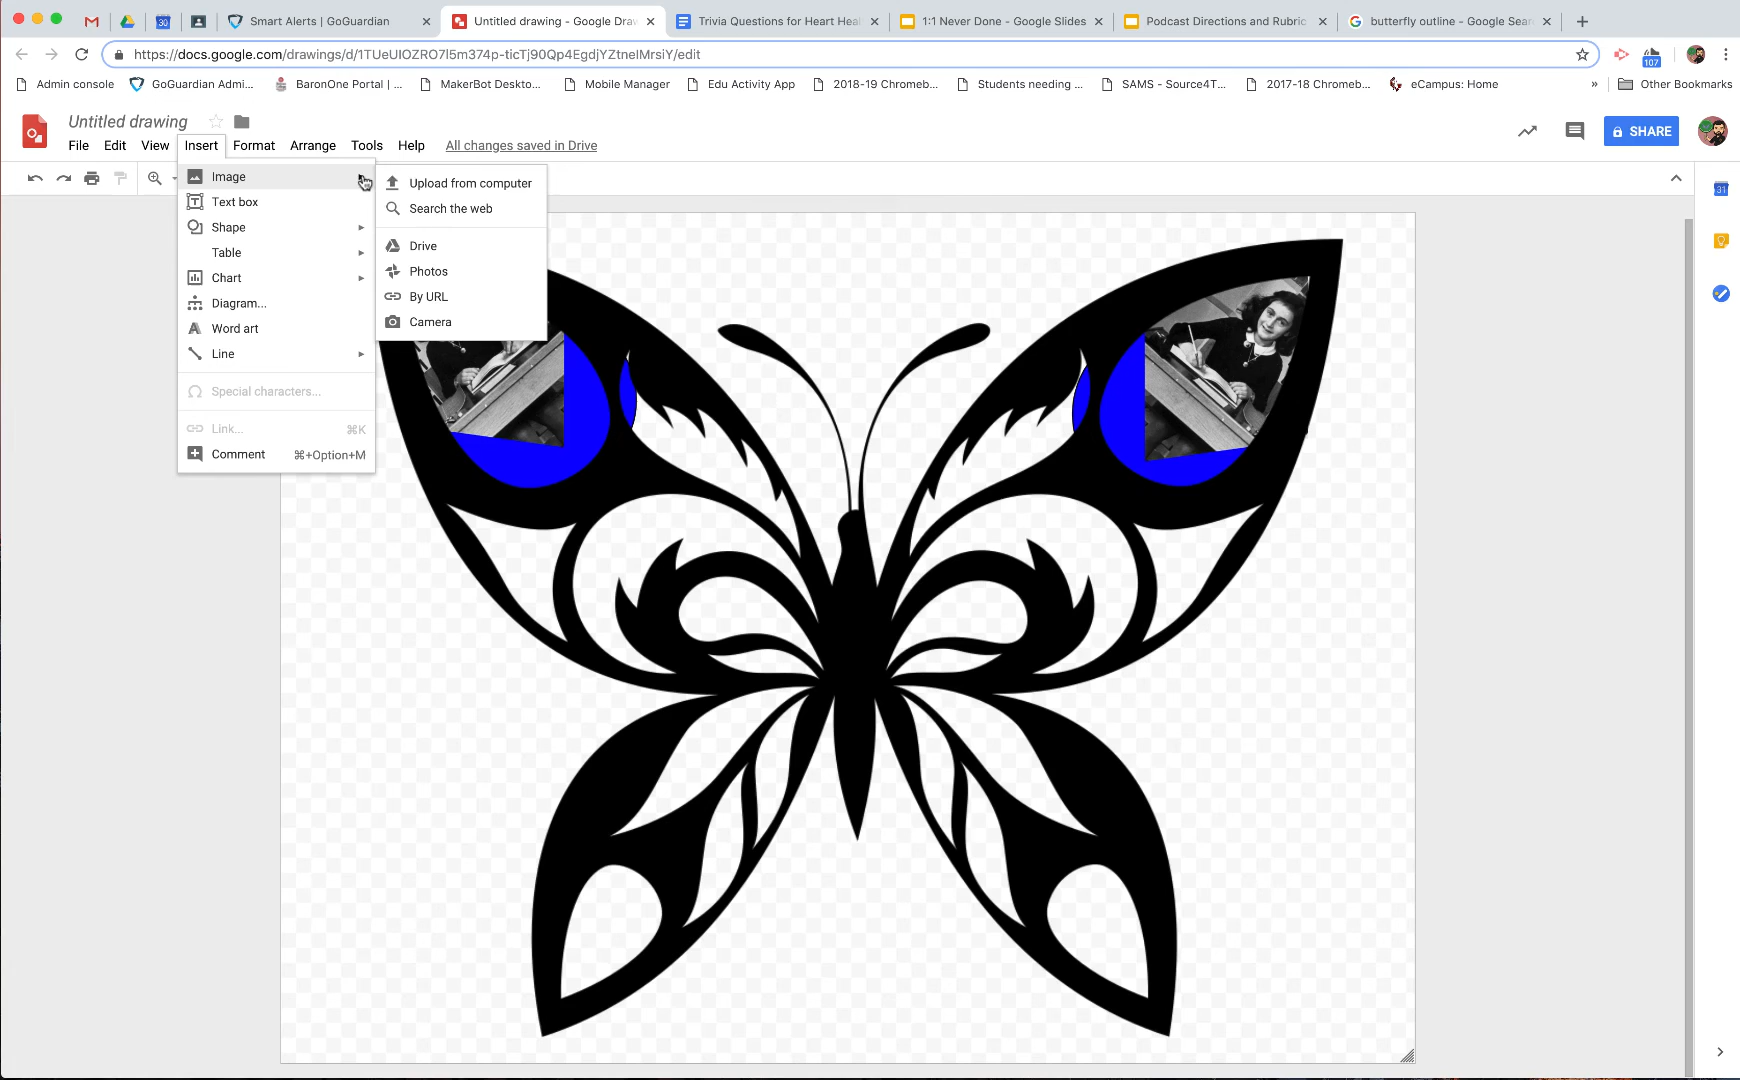 Smart Alerts | GoGuardian
Untitled drawing - Google Draw
Trivia Questions for Heart Heal
1:1 Never Done - Google Slides
Podcast Directions and Rubric
butterfly outline - Google Sear
https://docs.google.com/drawings/d/1TUeUIOZRO7l5m374p-ticTj90Qp4EgdjYZtneIMrsiY/edit
107
Admin console
GoGuardian Admi...
BaronOne Portal | ...
MakerBot Deskto...
Mobile Manager
Edu Activity App
2018-19 Chromeb...
Students needing ...
SAMS - Source4T...
2017-18 Chromeb...
eCampus: Home
»
Other Bookmarks
Untitled drawing
File Edit View Insert Format Arrange Tools Help All changes saved in Drive
SHARE
Image
Text box
Shape
Table
Chart
Diagram...
Word art
Line
Special characters...
Link... ⌘K
Comment ⌘+Option+M
Upload from computer
Search the web
Drive
Photos
By URL
Camera
31